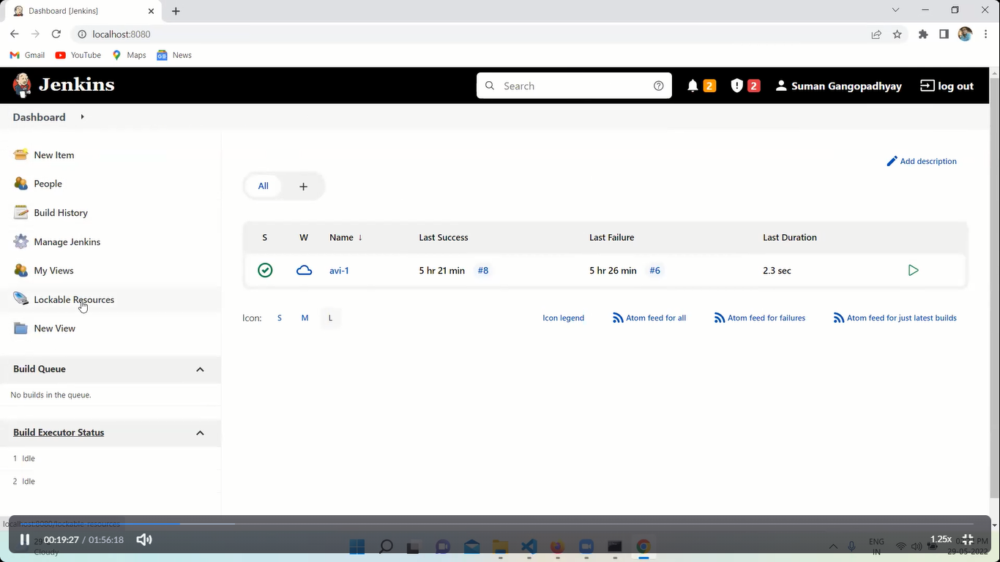 Dashboard [Jenkins]
localhost:8080
Gmail YouTube Maps News
Jenkins Search 2 2 Suman Gangopadhyay log out
Dashboard
New Item
People
Build History
Manage Jenkins
My Views
Lockable Resources
New View
Build Queue
No builds in the queue.
Build Executor Status
1 Idle
2 Idle
Add description
All +
S W Name ↓ Last Success Last Failure Last Duration
avi-1 5 hr 21 min #8 5 hr 26 min #6 2.3 sec
Icon: S M L Icon legend Atom feed for all Atom feed for failures Atom feed for just latest builds
localhost:8080/lockable-resources
00:19:27 / 01:56:18 1.25x
Cloudy
ENG
IN
PM
29-05-2022